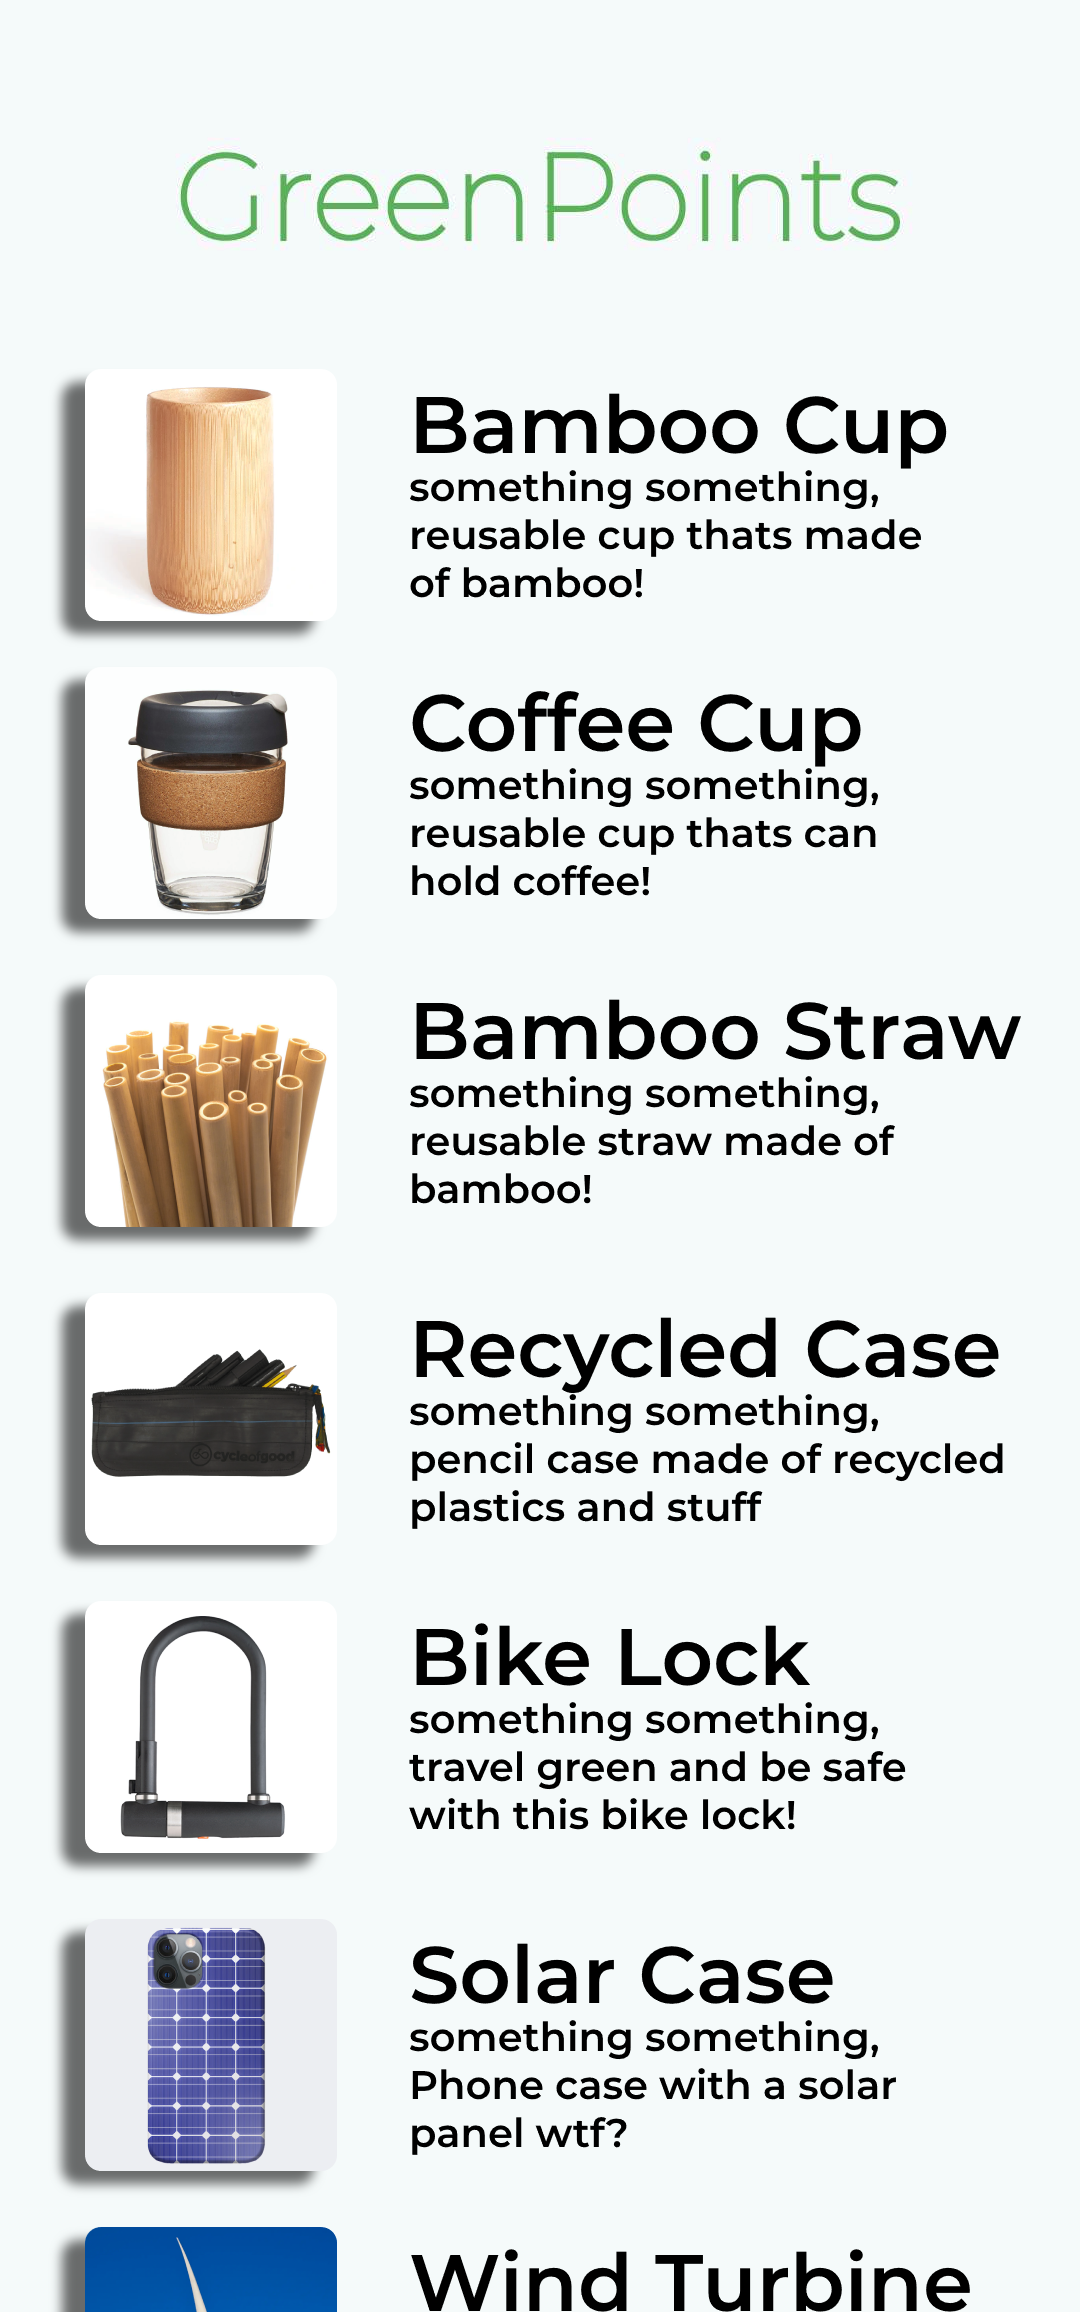 GreenPoints
Bamboo Cup
something something,
reusable cup thats made
of bamboo!
Coffee Cup
something something,
reusable cup thats can
hold coffee!
Bamboo Straw
something something,
reusable straw made of
bamboo!
Recycled Case
something something,
pencil case made of recycled
plastics and stuff
cycleofgood
Bike Lock
something something,
travel green and be safe
with this bike lock!
Solar Case
something something,
Phone case with a solar
panel wtf?
Wind Turbine